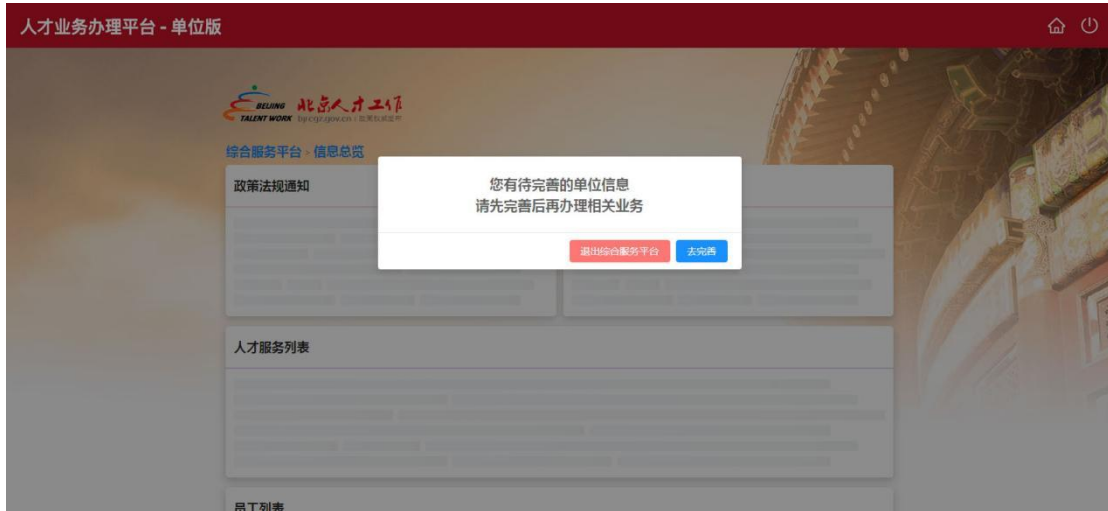 人才业务办理平台 - 单位版
BEIJING
TALENT WORK
北京人才工作
综合服务平台 > 信息总览
政策法规通知
您有待完善的单位信息
请先完善后再办理相关业务
退出综合服务平台
去完善
人才服务列表
员工列表